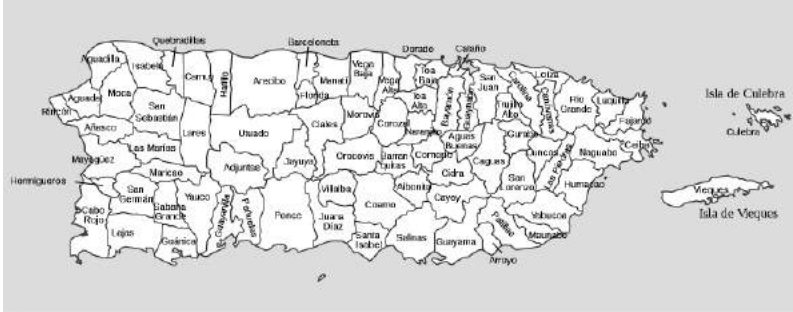 Quebradillas
Barceloneta
Dorado
Cataño
Aguadilla
Isabela
Camuy
Hatillo
Arecibo
Florida
Manatí
Vega
Baja
Vega
Alta
Toa
Baja
Toa
Alta
Bayamón
Guaynabo
San
Juan
Carolina
Trujillo
Alto
Loíza
Canóvanas
Río
Grande
Luquillo
Fajardo
Ceiba
Isla de Culebra
Culebra
Aguada
Rincón
Moca
San
Sebastián
Añasco
Las Marías
Mayagüez
Maricao
Hormigueros
Lares
Utuado
Adjuntas
Jayuya
Ciales
Morovis
Corozal
Naranjito
Orocovis
Barran
quitas
Comerío
Aguas
Buenas
Gurabo
Caguas
Juncos
Las Piedras
Naguabo
Humacao
Vieques
Isla de Vieques
San
Germán
Sabana
Grande
Yauco
Guayanilla
Peñuelas
Ponce
Villalba
Juana
Díaz
Coamo
Aibonito
Cidra
Cayey
San
Lorenzo
Yabucoa
Maunabo
Patillas
Arroyo
Guayama
Salinas
Santa
Isabel
Cabo
Rojo
Lajas
Guánica